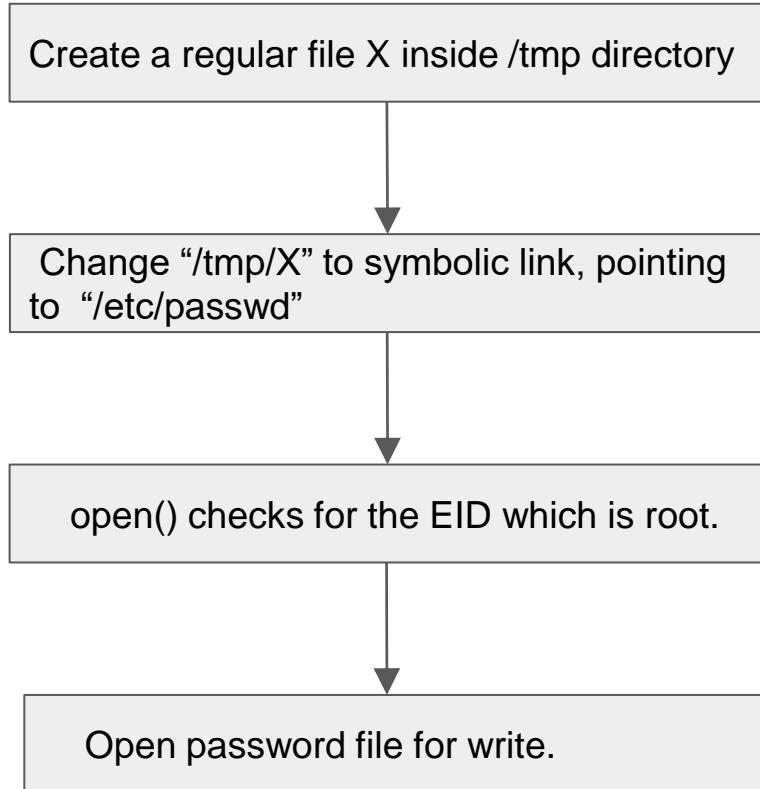 Create a regular file X inside /tmp directory
Change “/tmp/X” to symbolic link, pointing
to “/etc/passwd”
open() checks for the EID which is root.
Open password file for write.